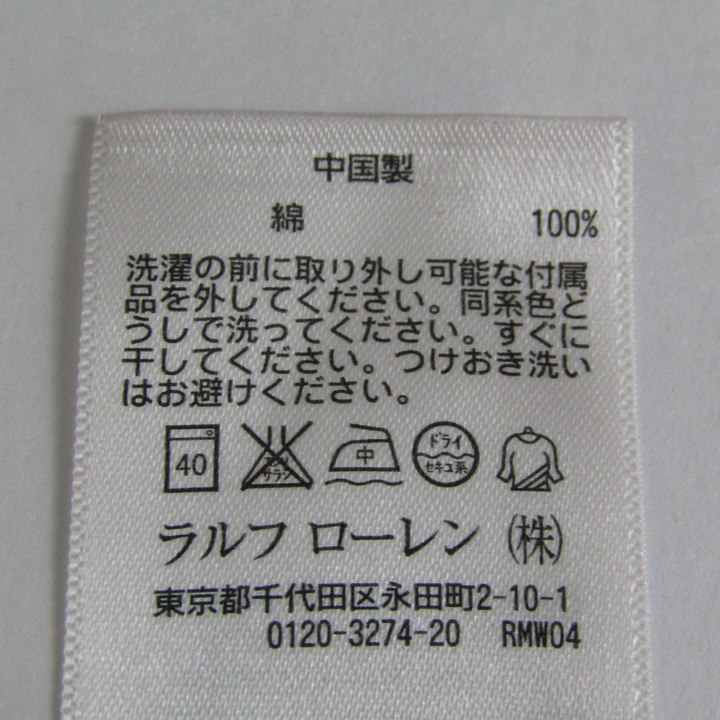 中国製
綿 100%
洗濯の前に取り外し可能な付属
品を外してください。同系色ど
うしで洗ってください。すぐに
干してください。つけおき洗い
はお避けください。
40 サラシ 中 ドライ セキユ系
ラルフ ローレン (株)
東京都千代田区永田町2-10-1
0120-3274-20 RMW04